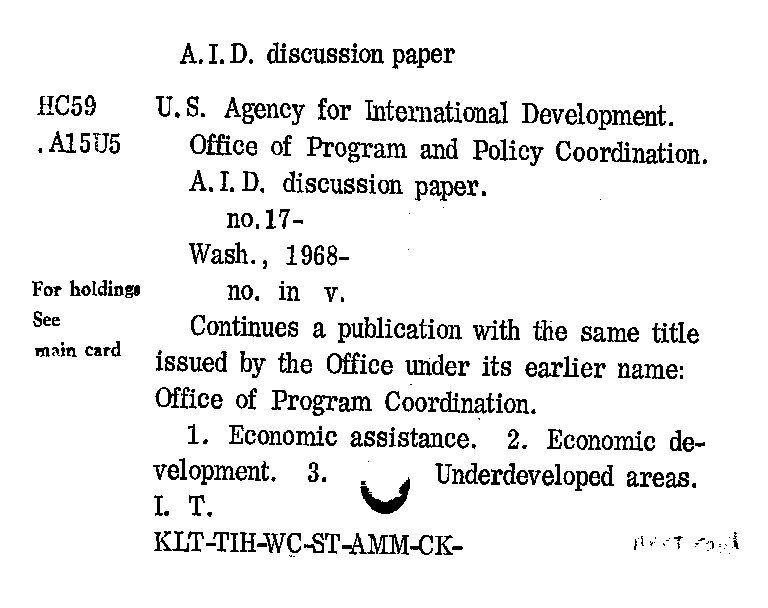 A.I.D. discussion paper
HC59
.A15U5
U.S. Agency for International Development.
Office of Program and Policy Coordination.
A.I.D. discussion paper.
no.17-
Wash., 1968-
no. in v.
For holdings
See
main card
Continues a publication with the same title
issued by the Office under its earlier name:
Office of Program Coordination.
1. Economic assistance. 2. Economic de-
velopment. 3. Underdeveloped areas.
I. T.
KLT-TIH-WC-ST-AMM-CK-